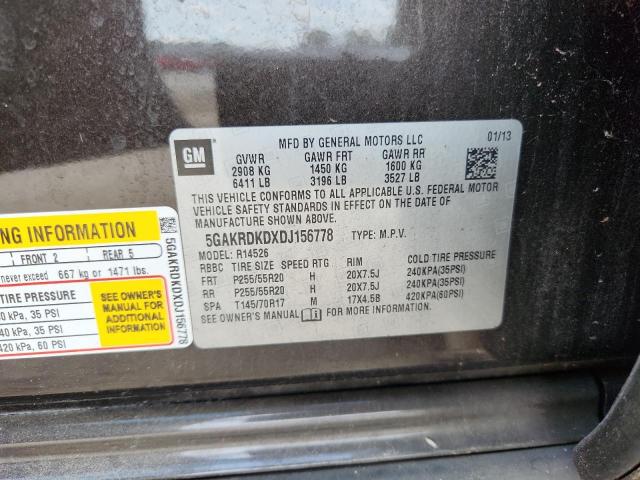 GM
MFD BY GENERAL MOTORS LLC 01/13
GVWR GAWR FRT GAWR RR
2908 KG 1450 KG 1600 KG
6411 LB 3196 LB 3527 LB
THIS VEHICLE CONFORMS TO ALL APPLICABLE U.S. FEDERAL MOTOR
VEHICLE SAFETY STANDARDS IN EFFECT ON THE DATE OF
MANUFACTURE SHOWN ABOVE.
5GAKRDKDXDJ156778 TYPE: M.P.V.
MODEL: R14526
RBBC TIRE SIZE SPEED RTG RIM COLD TIRE PRESSURE
FRT P255/55R20 H 20X7.5J 240KPA(35PSI)
RR P255/55R20 H 20X7.5J 240KPA(35PSI)
SPA T145/70R17 M 17X4.5B 420KPA(60PSI)
SEE OWNER'S MANUAL FOR MORE INFORMATION.
NG INFORMATION
FRONT 2 REAR 5
never exceed 667 kg or 1471 lbs.
TIRE PRESSURE
0 kPa, 35 PSI
40 kPa, 35 PSI
420 kPa, 60 PSI
SEE OWNER'S
MANUAL FOR
ADDITIONAL
INFORMATION
5GAKRDKDXDJ156778